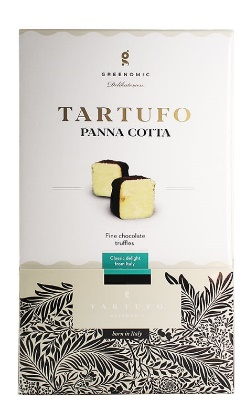 g
GREENOMIC
Delikatessen
TARTUFO
PANNA COTTA
Fine chocolate
truffles
Classic delight
from Italy
g
TARTUFO
born in Italy